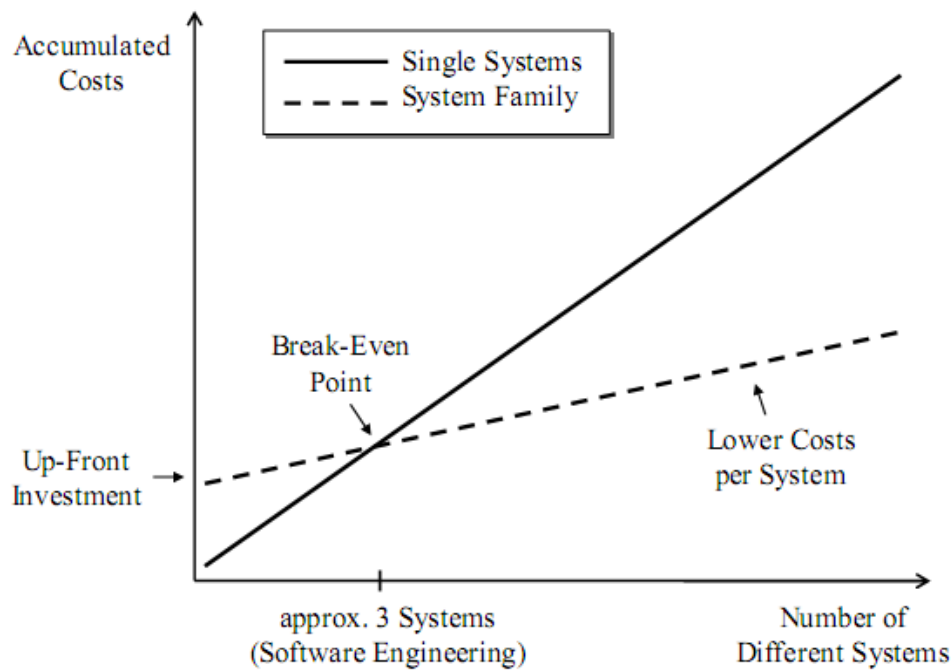 Accumulated
Costs
Single Systems
System Family
Break-Even
Point
Up-Front
Investment
Lower Costs
per System
approx. 3 Systems
(Software Engineering)
Number of
Different Systems